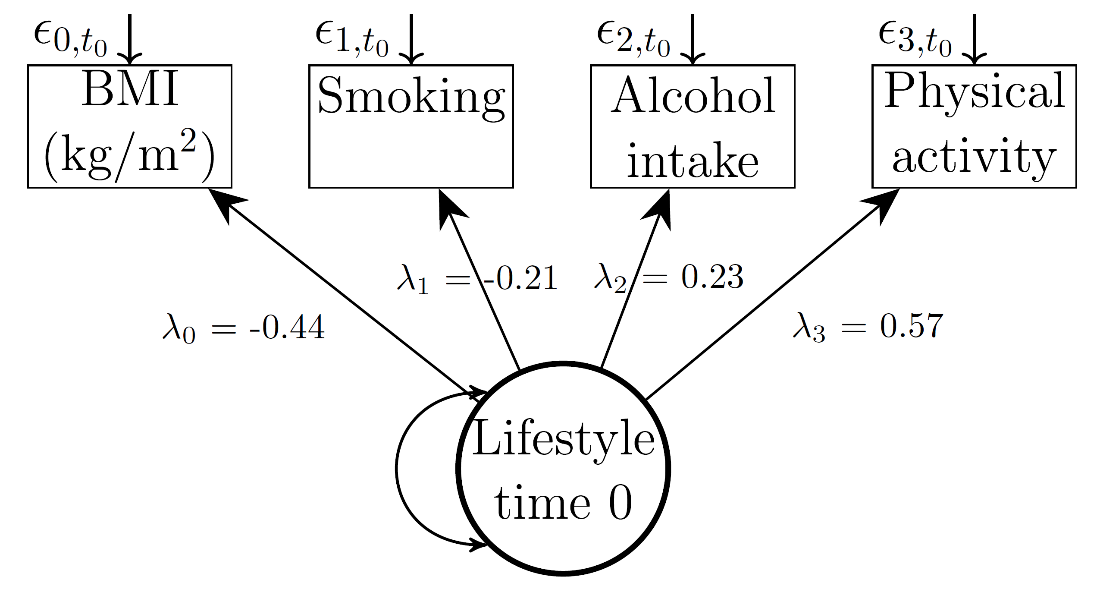 ϵ0,t0 ϵ1,t0 ϵ2,t0 ϵ3,t0
BMI
(kg/m²)
Smoking
Alcohol
intake
Physical
activity
λ1 = -0.21
λ2 = 0.23
λ0 = -0.44
λ3 = 0.57
Lifestyle
time 0